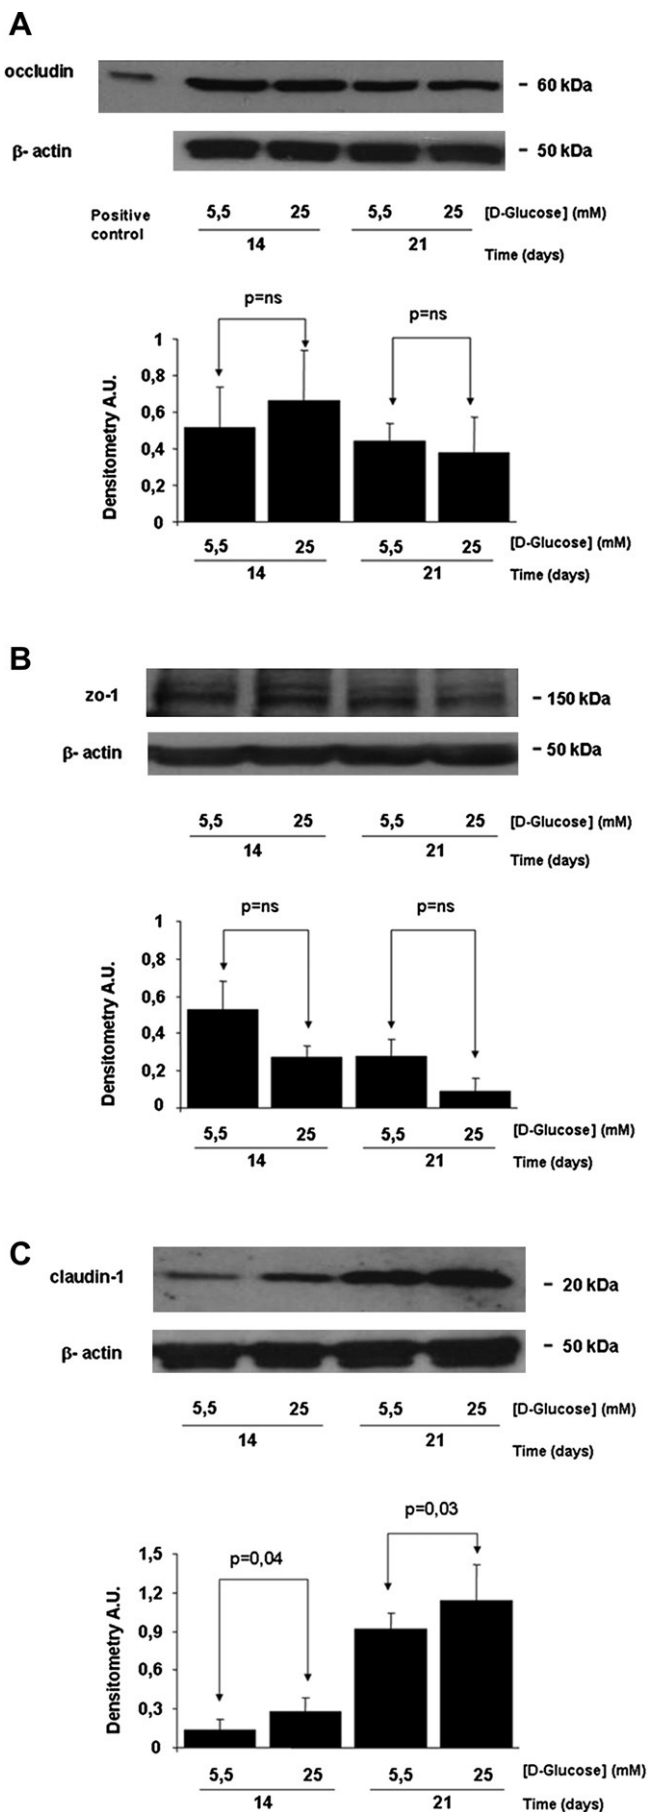 A
occludin
- 60 kDa
β- actin
- 50 kDa
Positive control
5,5 25 5,5 25 [D-Glucose] (mM)
14 21 Time (days)
p=ns
p=ns
1
0,8
0,6
0,4
0,2
0
Densitometry A.U.
5,5 25 5,5 25 [D-Glucose] (mM)
14 21 Time (days)
B
zo-1
- 150 kDa
β- actin
- 50 kDa
5,5 25 5,5 25 [D-Glucose] (mM)
14 21 Time (days)
p=ns p=ns
1
0,8
0,6
0,4
0,2
0
Densitometry A.U.
5,5 25 5,5 25 [D-Glucose] (mM)
14 21 Time (days)
C
claudin-1
- 20 kDa
β- actin
- 50 kDa
5,5 25 5,5 25 [D-Glucose] (mM)
14 21 Time (days)
p=0,03
p=0,04
1,5
1,2
0,9
0,6
0,3
0
Densitometry A.U.
5,5 25 5,5 25 [D-Glucose] (mM)
14 21 Time (days)